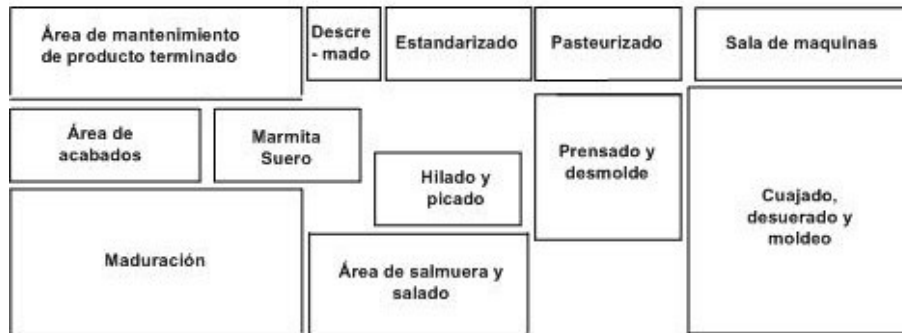 Área de mantenimiento
de producto terminado
Descre
- mado
Estandarizado
Pasteurizado
Sala de maquinas
Área de
acabados
Marmita
Suero
Hilado y
picado
Prensado y
desmolde
Cuajado,
desuerado y
moldeo
Maduración
Área de salmuera y
salado